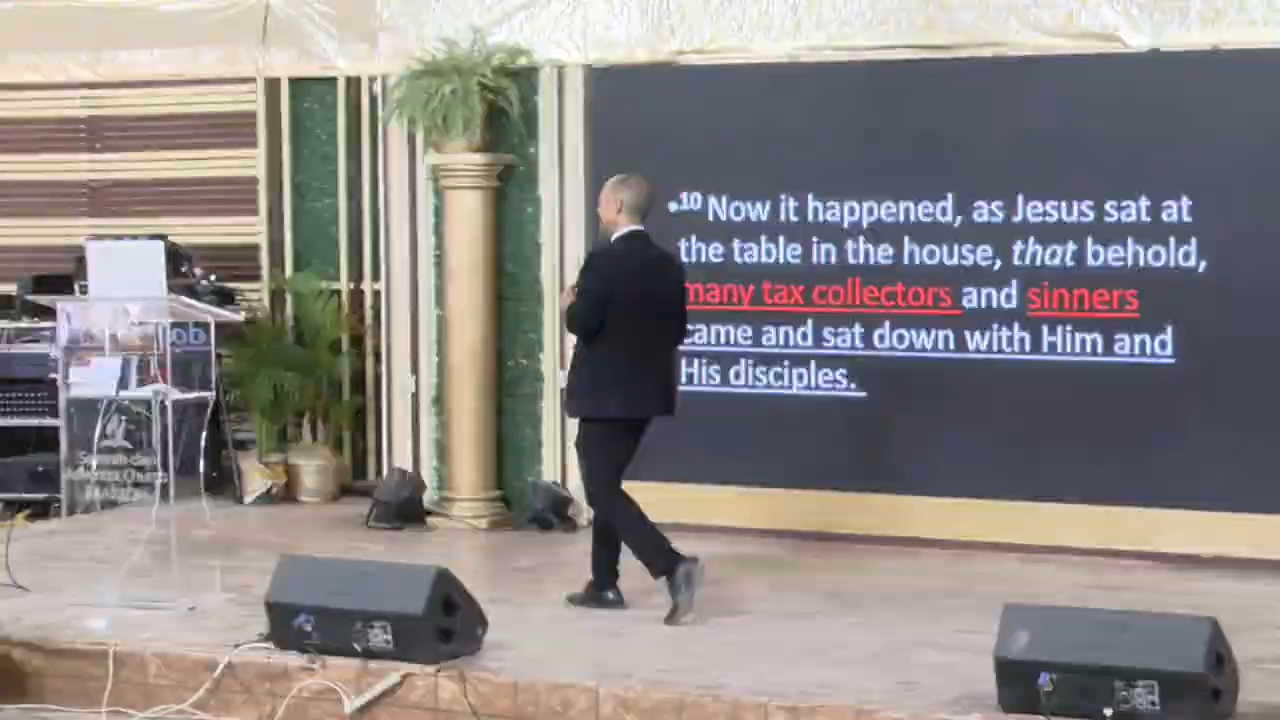 •10 Now it happened, as Jesus sat at
the table in the house, that behold,
many tax collectors and sinners
came and sat down with Him and
His disciples.